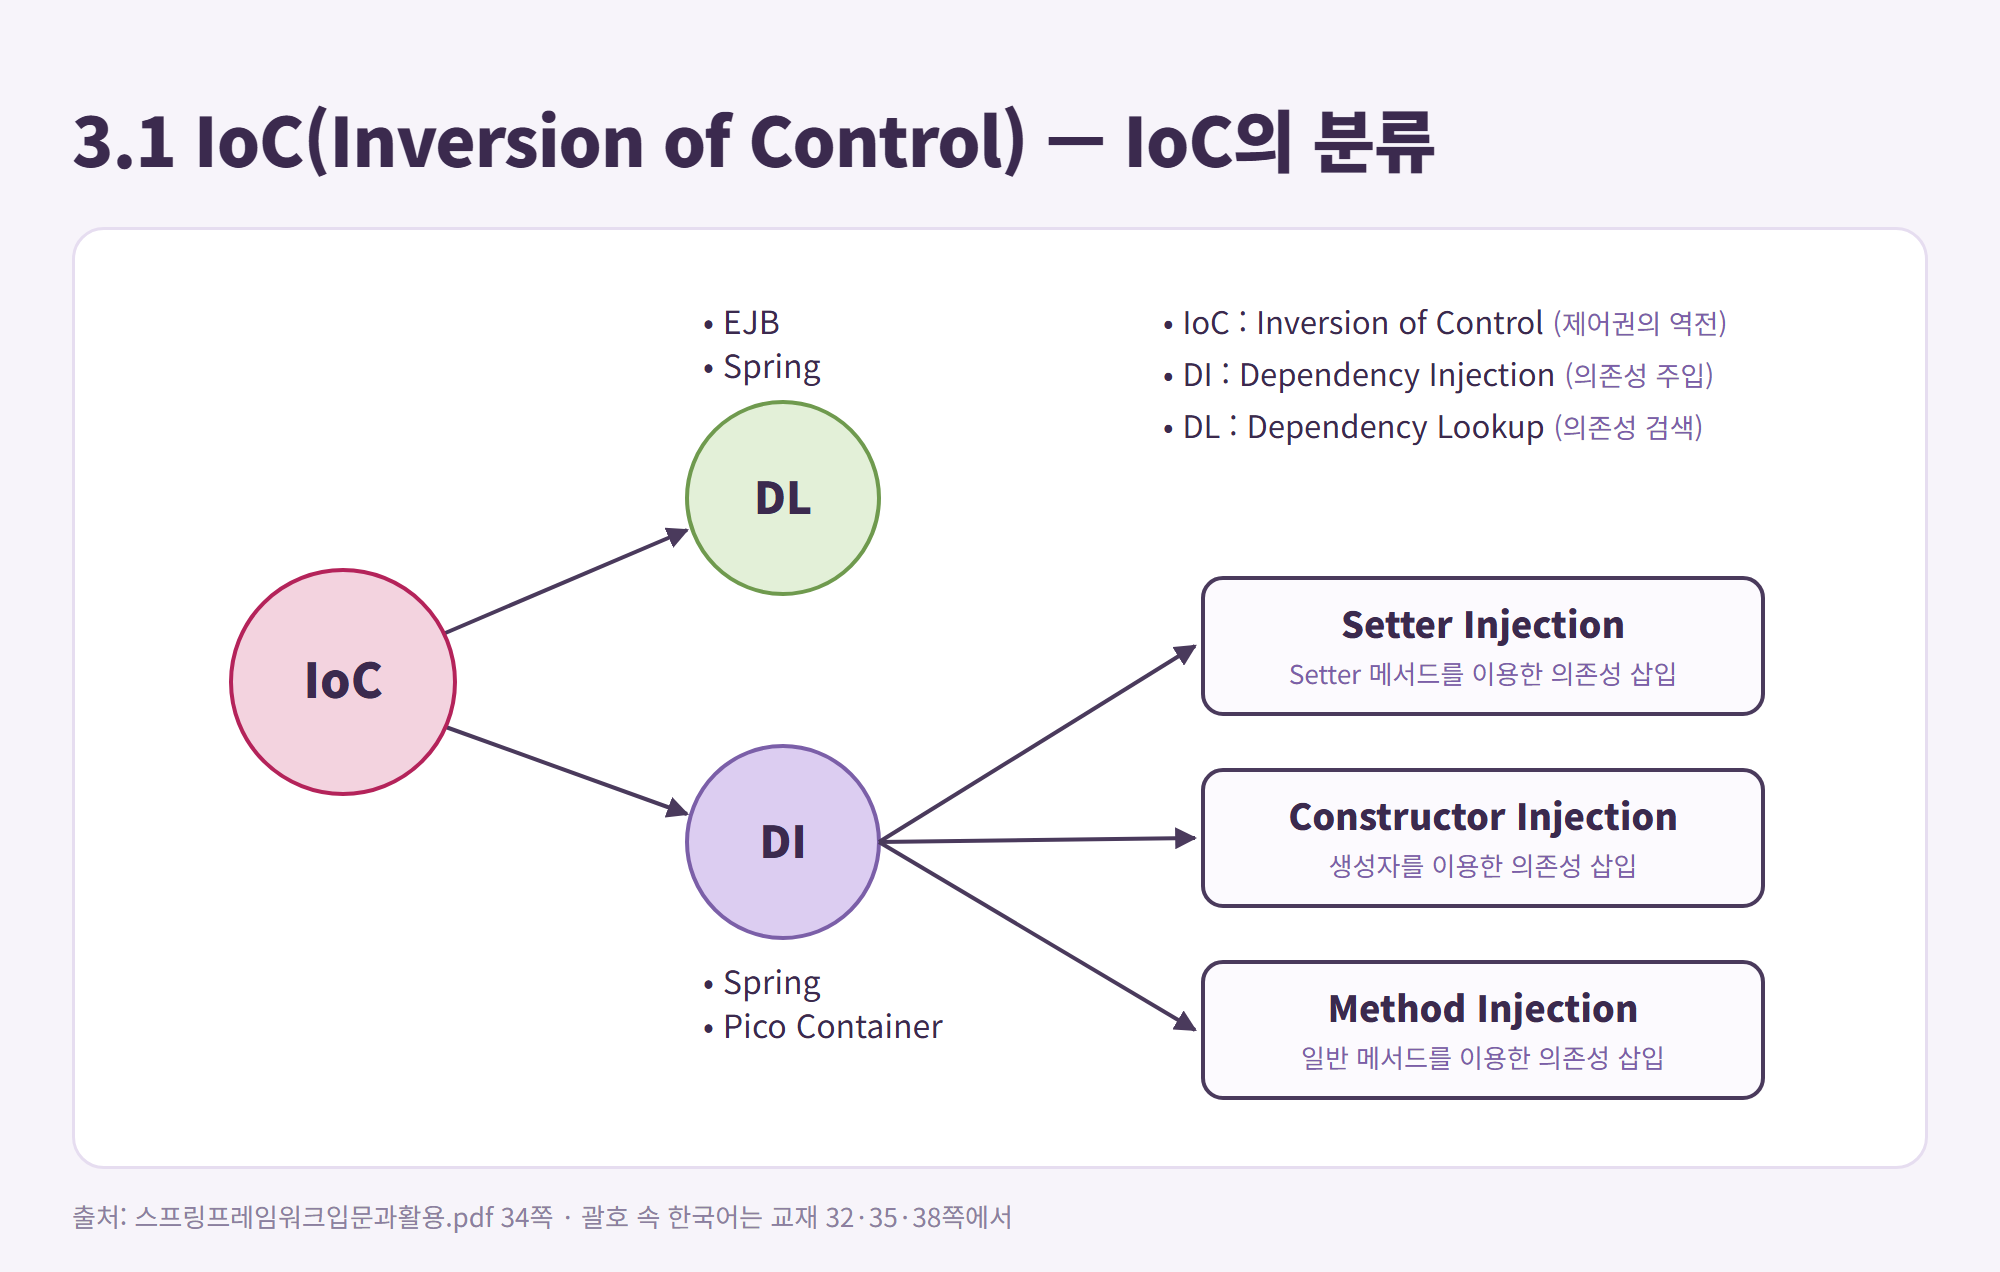 3.1 IoC(Inversion of Control) — IoC의 분류
• EJB
• Spring
• IoC : Inversion of Control (제어권의 역전)
• DI : Dependency Injection (의존성 주입)
• DL : Dependency Lookup (의존성 검색)
DL
IoC
DI
• Spring
• Pico Container
Setter Injection
Setter 메서드를 이용한 의존성 삽입
Constructor Injection
생성자를 이용한 의존성 삽입
Method Injection
일반 메서드를 이용한 의존성 삽입
출처: 스프링프레임워크입문과활용.pdf 34쪽 · 괄호 속 한국어는 교재 32·35·38쪽에서